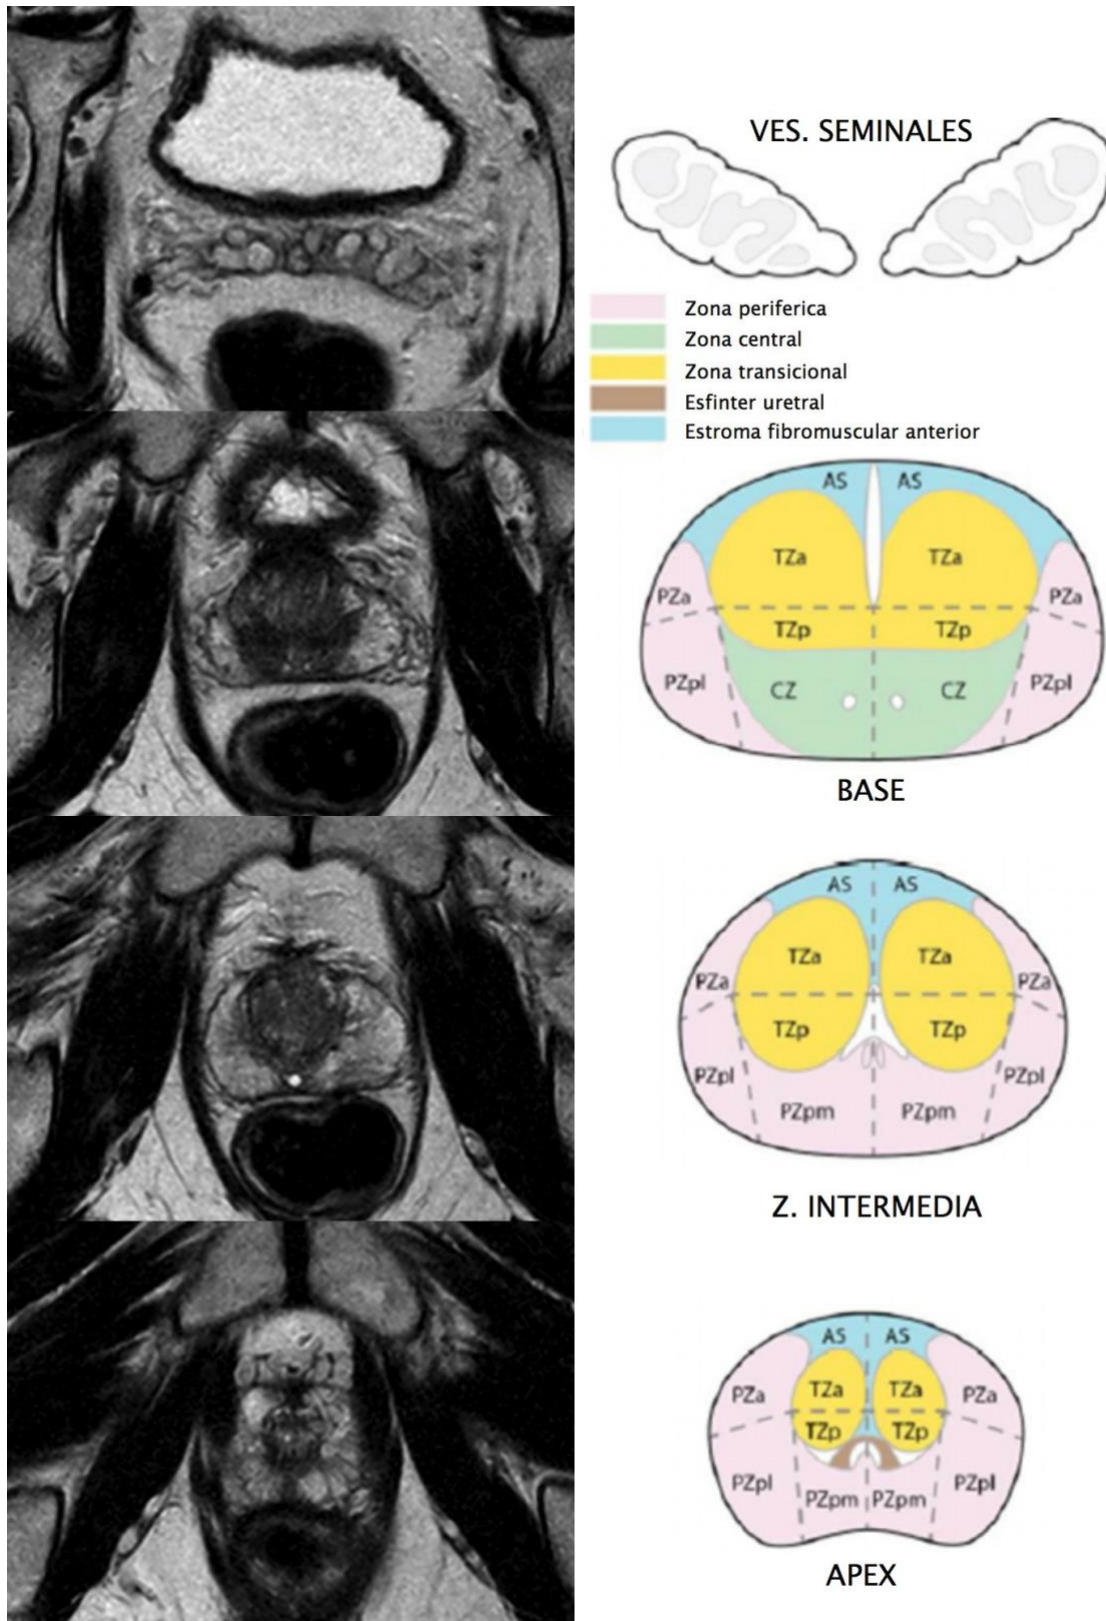 VES. SEMINALES
Zona periferica
Zona central
Zona transicional
Esfinter uretral
Estroma fibromuscular anterior
AS AS
TZa TZa
PZa PZa
TZp TZp
PZpl CZ CZ PZpl
BASE
AS AS
TZa TZa
PZa PZa
TZp TZp
PZpl PZpl
PZpm PZpm
Z. INTERMEDIA
AS AS
PZa TZa TZa PZa
TZp TZp
PZpl PZpm PZpm PZpl
APEX